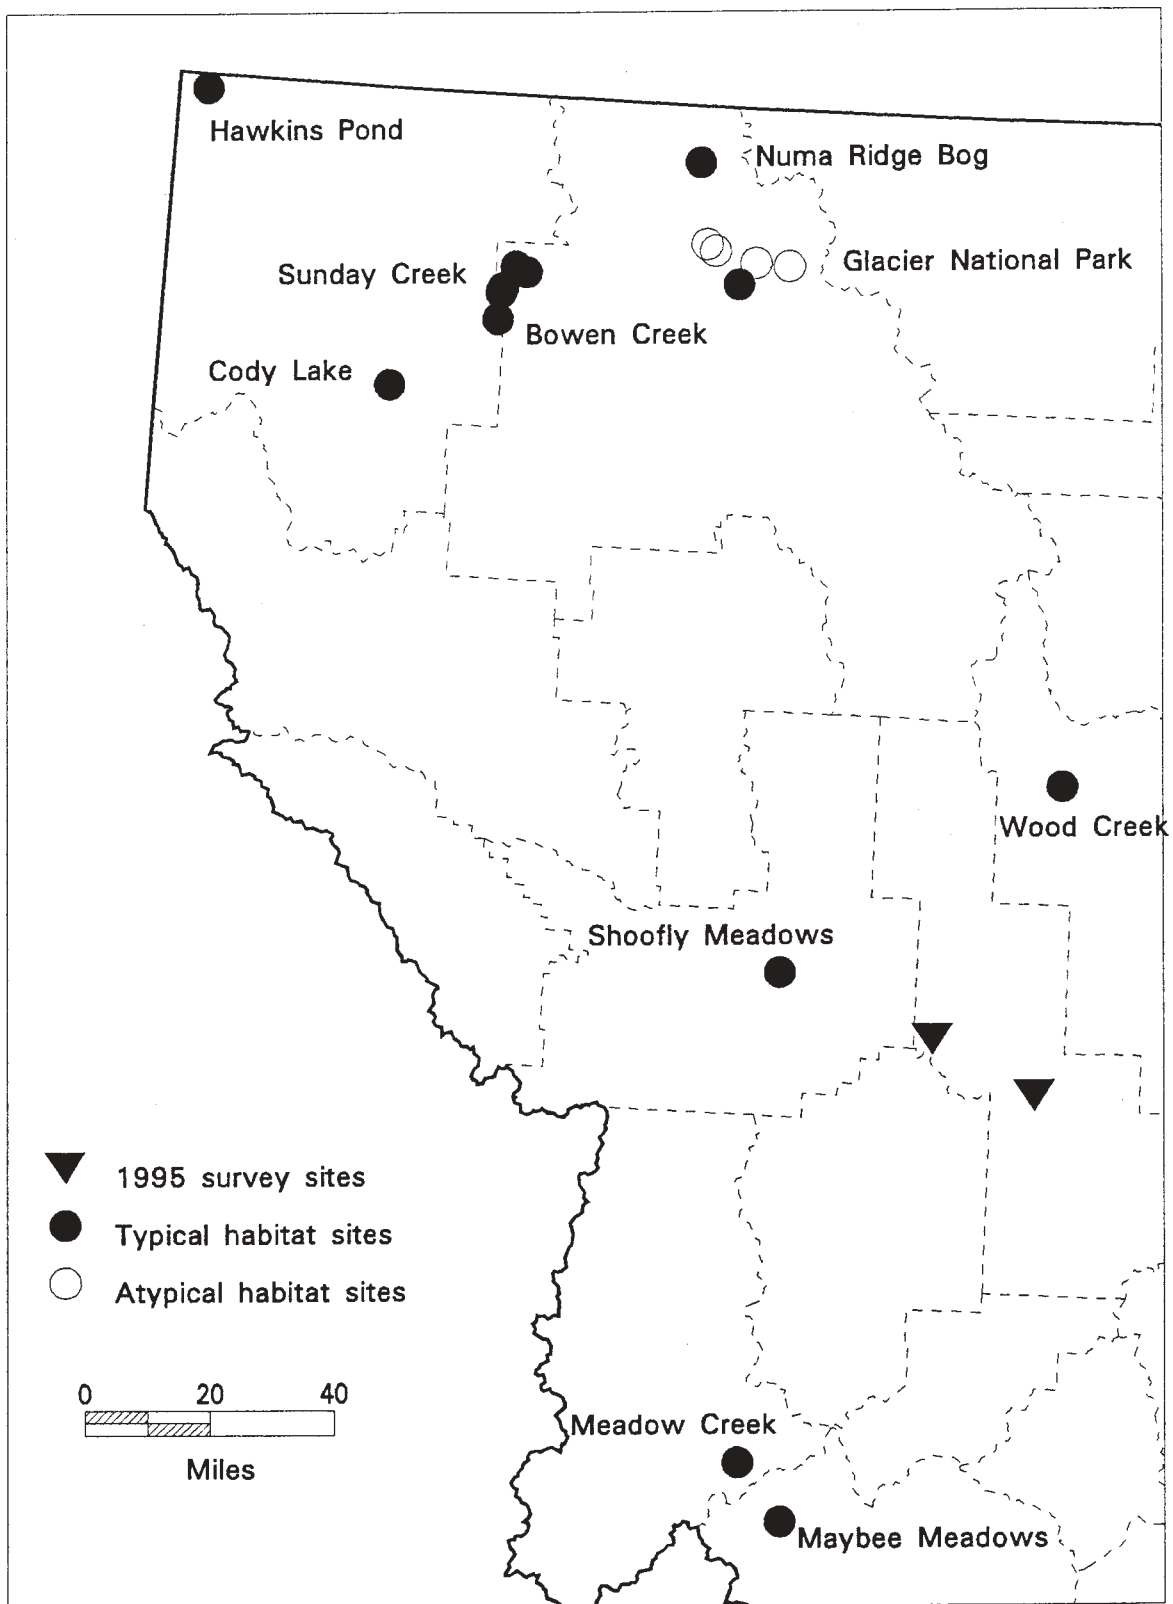 Hawkins Pond
Numa Ridge Bog
Glacier National Park
Sunday Creek
Bowen Creek
Cody Lake
Wood Creek
Shoofly Meadows
1995 survey sites
Typical habitat sites
Atypical habitat sites
0 20 40
Miles
Meadow Creek
Maybee Meadows